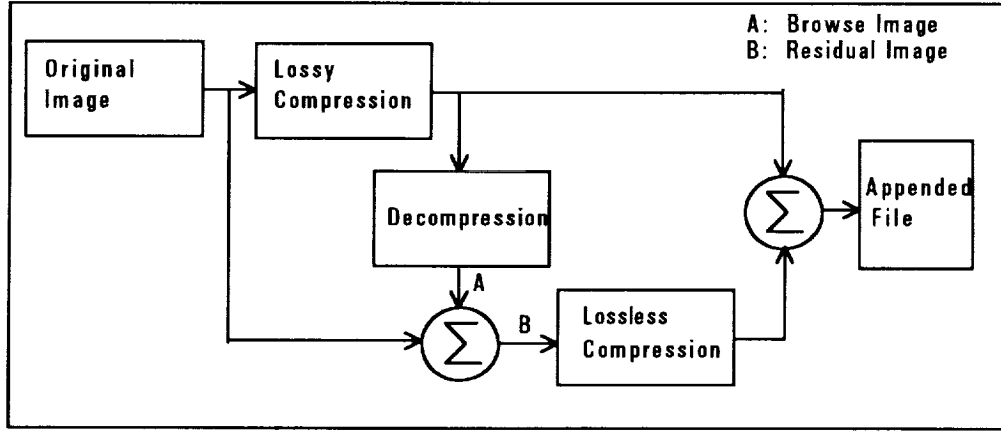 A: Browse Image
B: Residual Image
Original
Image
Lossy
Compression
Decompression
A
Σ
B
Lossless
Compression
Σ
Appended
File